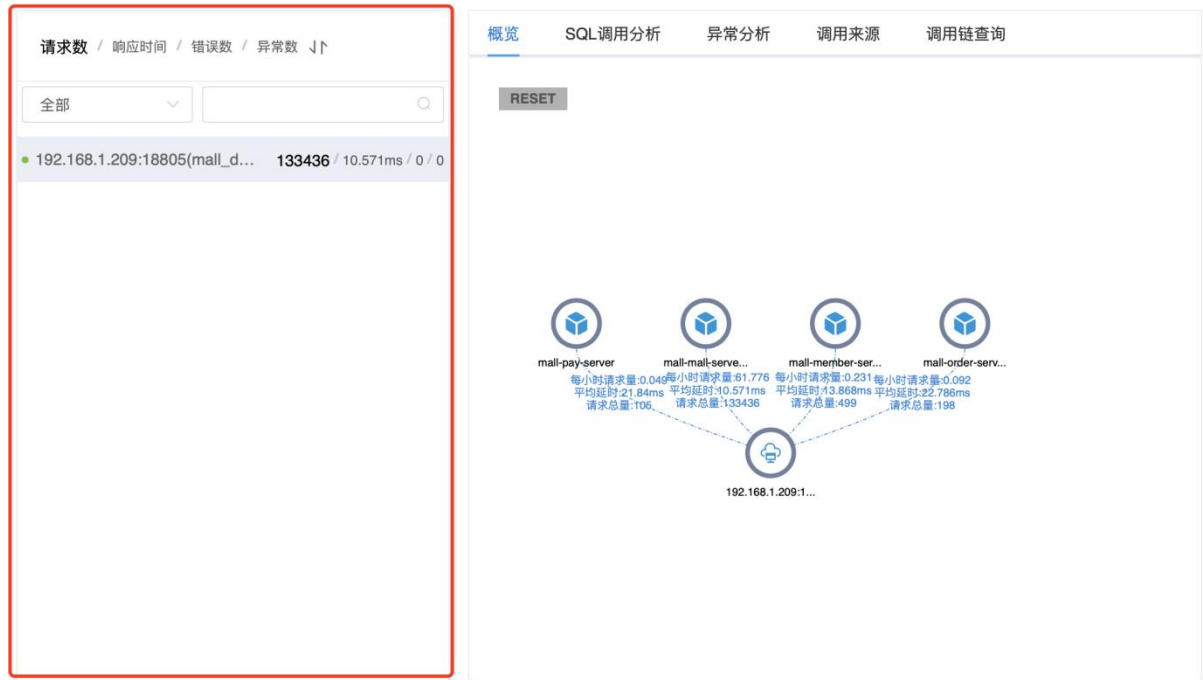 请求数 / 响应时间 / 错误数 / 异常数
全部
192.168.1.209:18805(mall_d... 133436 / 10.571ms / 0 / 0
概览 SQL调用分析 异常分析 调用来源 调用链查询
RESET
mall-pay-server
每小时请求量:0.049
平均延时:21.84ms
请求总量:105
mall-mall-serve...
每小时请求量:61.776
平均延时:10.571ms
请求总量:133436
mall-member-ser...
每小时请求量:0.231
平均延时:13.868ms
请求总量:499
mall-order-serv...
每小时请求量:0.092
平均延时:22.786ms
请求总量:198
192.168.1.209:1...